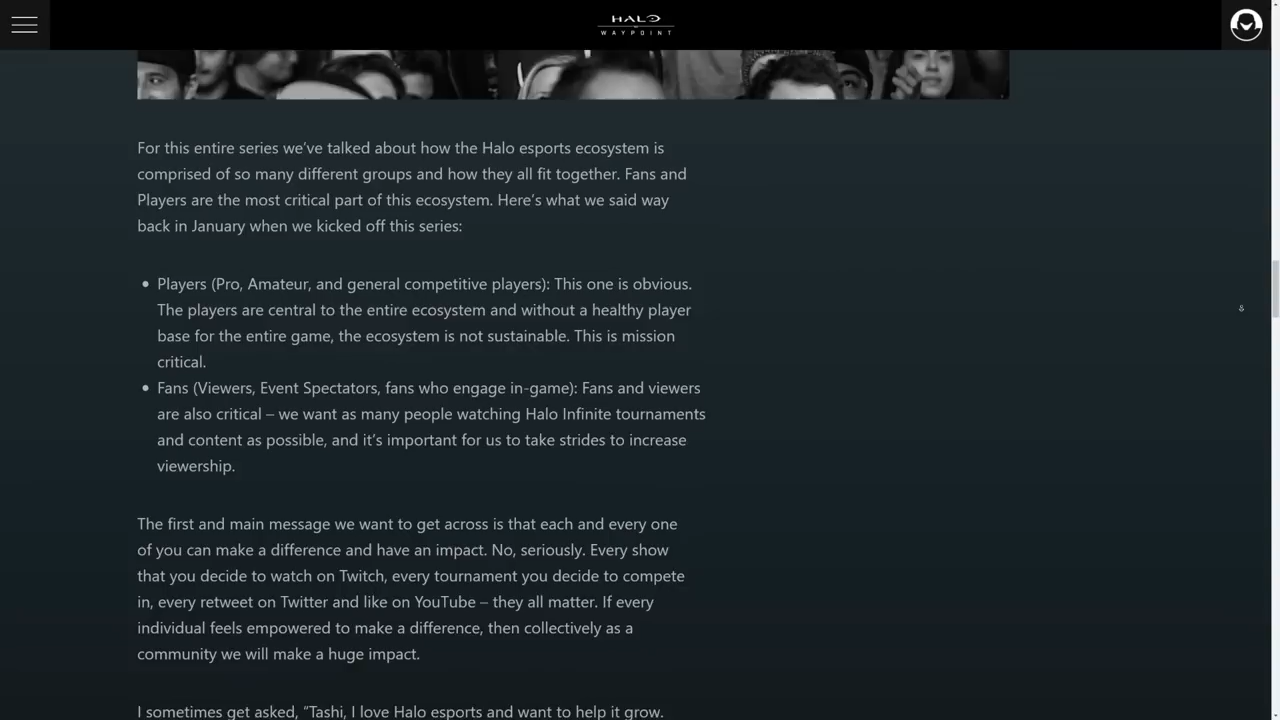 HALO
WAYPOINT
For this entire series we've talked about how the Halo esports ecosystem is
comprised of so many different groups and how they all fit together. Fans and
Players are the most critical part of this ecosystem. Here's what we said way
back in January when we kicked off this series:
• Players (Pro, Amateur, and general competitive players): This one is obvious.
The players are central to the entire ecosystem and without a healthy player
base for the entire game, the ecosystem is not sustainable. This is mission
critical.
• Fans (Viewers, Event Spectators, fans who engage in-game): Fans and viewers
are also critical – we want as many people watching Halo Infinite tournaments
and content as possible, and it's important for us to take strides to increase
viewership.
The first and main message we want to get across is that each and every one
of you can make a difference and have an impact. No, seriously. Every show
that you decide to watch on Twitch, every tournament you decide to compete
in, every retweet on Twitter and like on YouTube – they all matter. If every
individual feels empowered to make a difference, then collectively as a
community we will make a huge impact.
I sometimes get asked, "Tashi, I love Halo esports and want to help it grow.